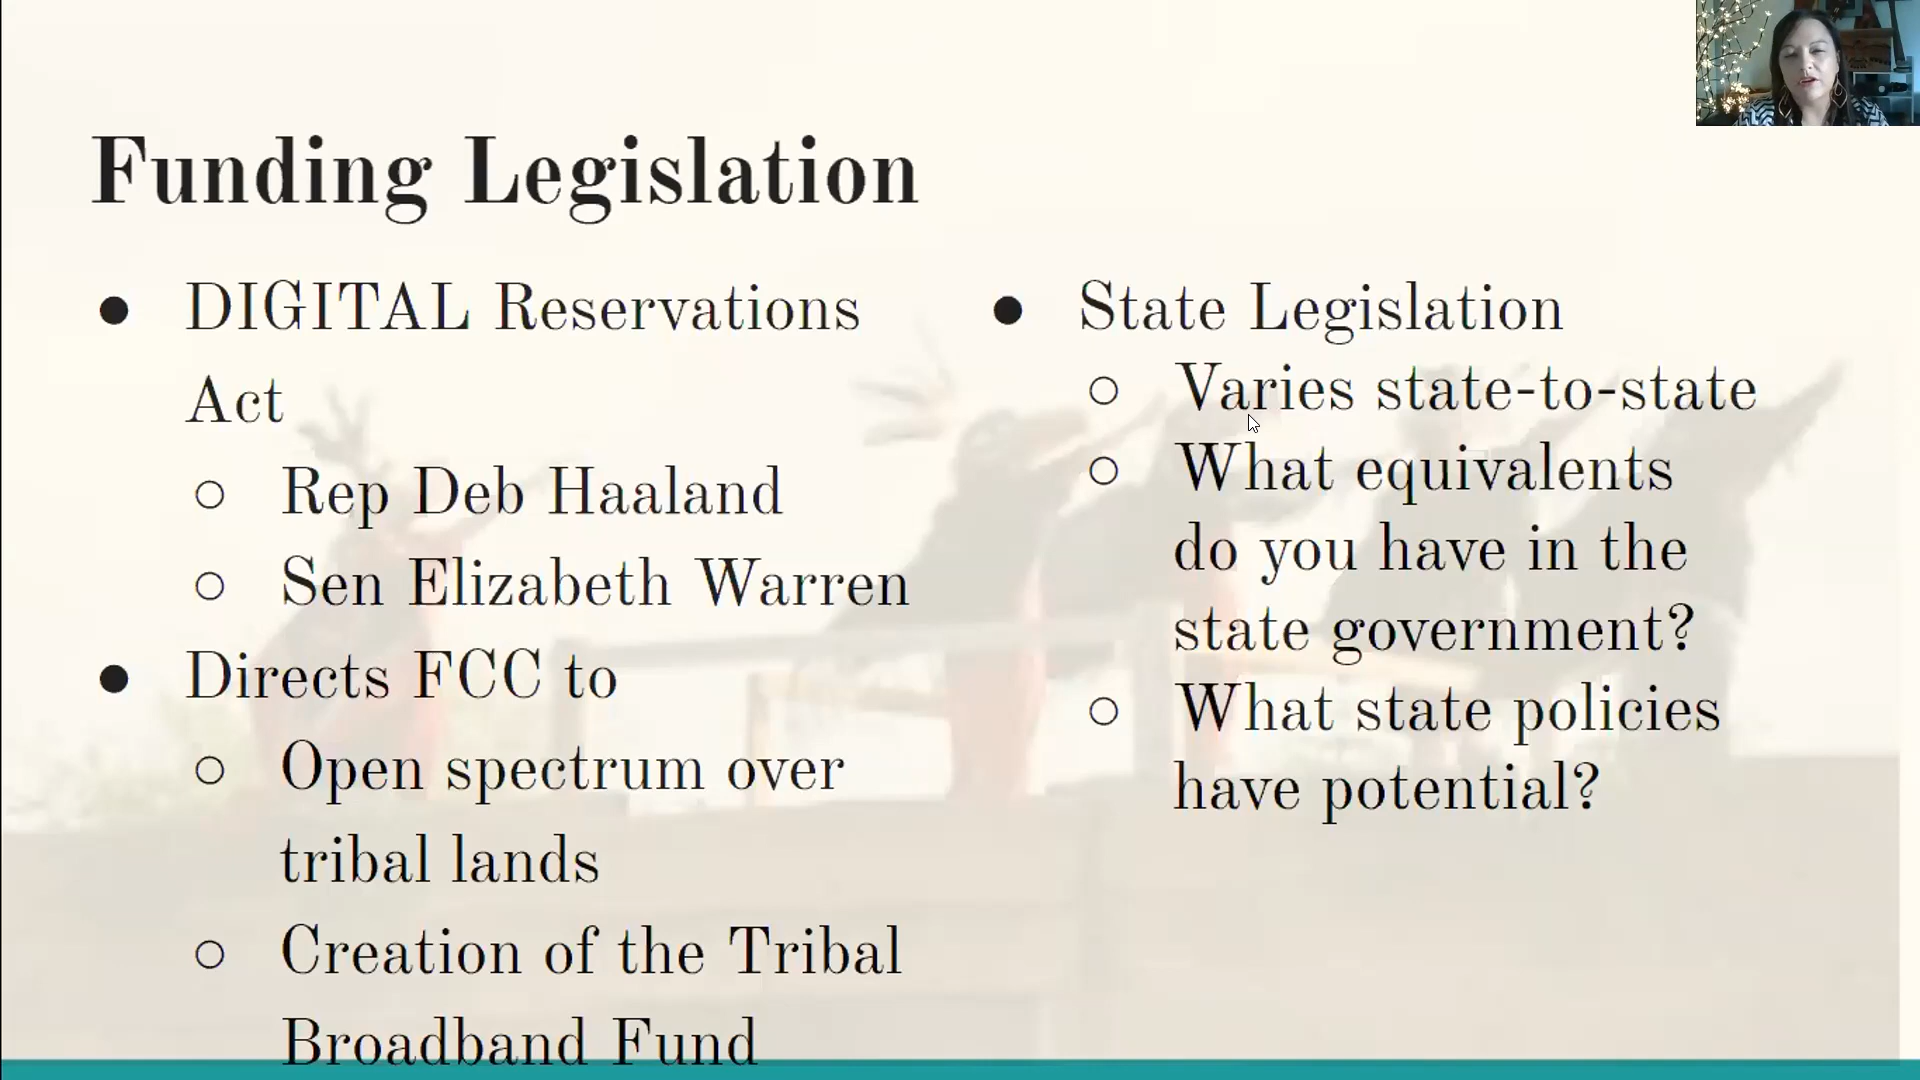 Funding Legislation
● DIGITAL Reservations
Act
○ Rep Deb Haaland
○ Sen Elizabeth Warren
● Directs FCC to
○ Open spectrum over
tribal lands
○ Creation of the Tribal
Broadband Fund
● State Legislation
○ Varies state-to-state
○ What equivalents
do you have in the
state government?
○ What state policies
have potential?